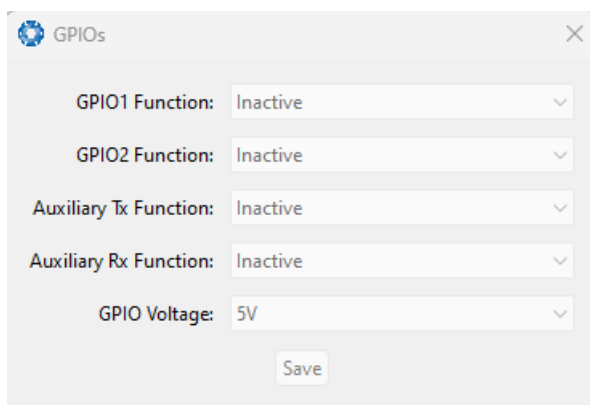 GPIOs
GPIO1 Function: Inactive
GPIO2 Function: Inactive
Auxiliary Tx Function: Inactive
Auxiliary Rx Function: Inactive
GPIO Voltage: 5V
Save